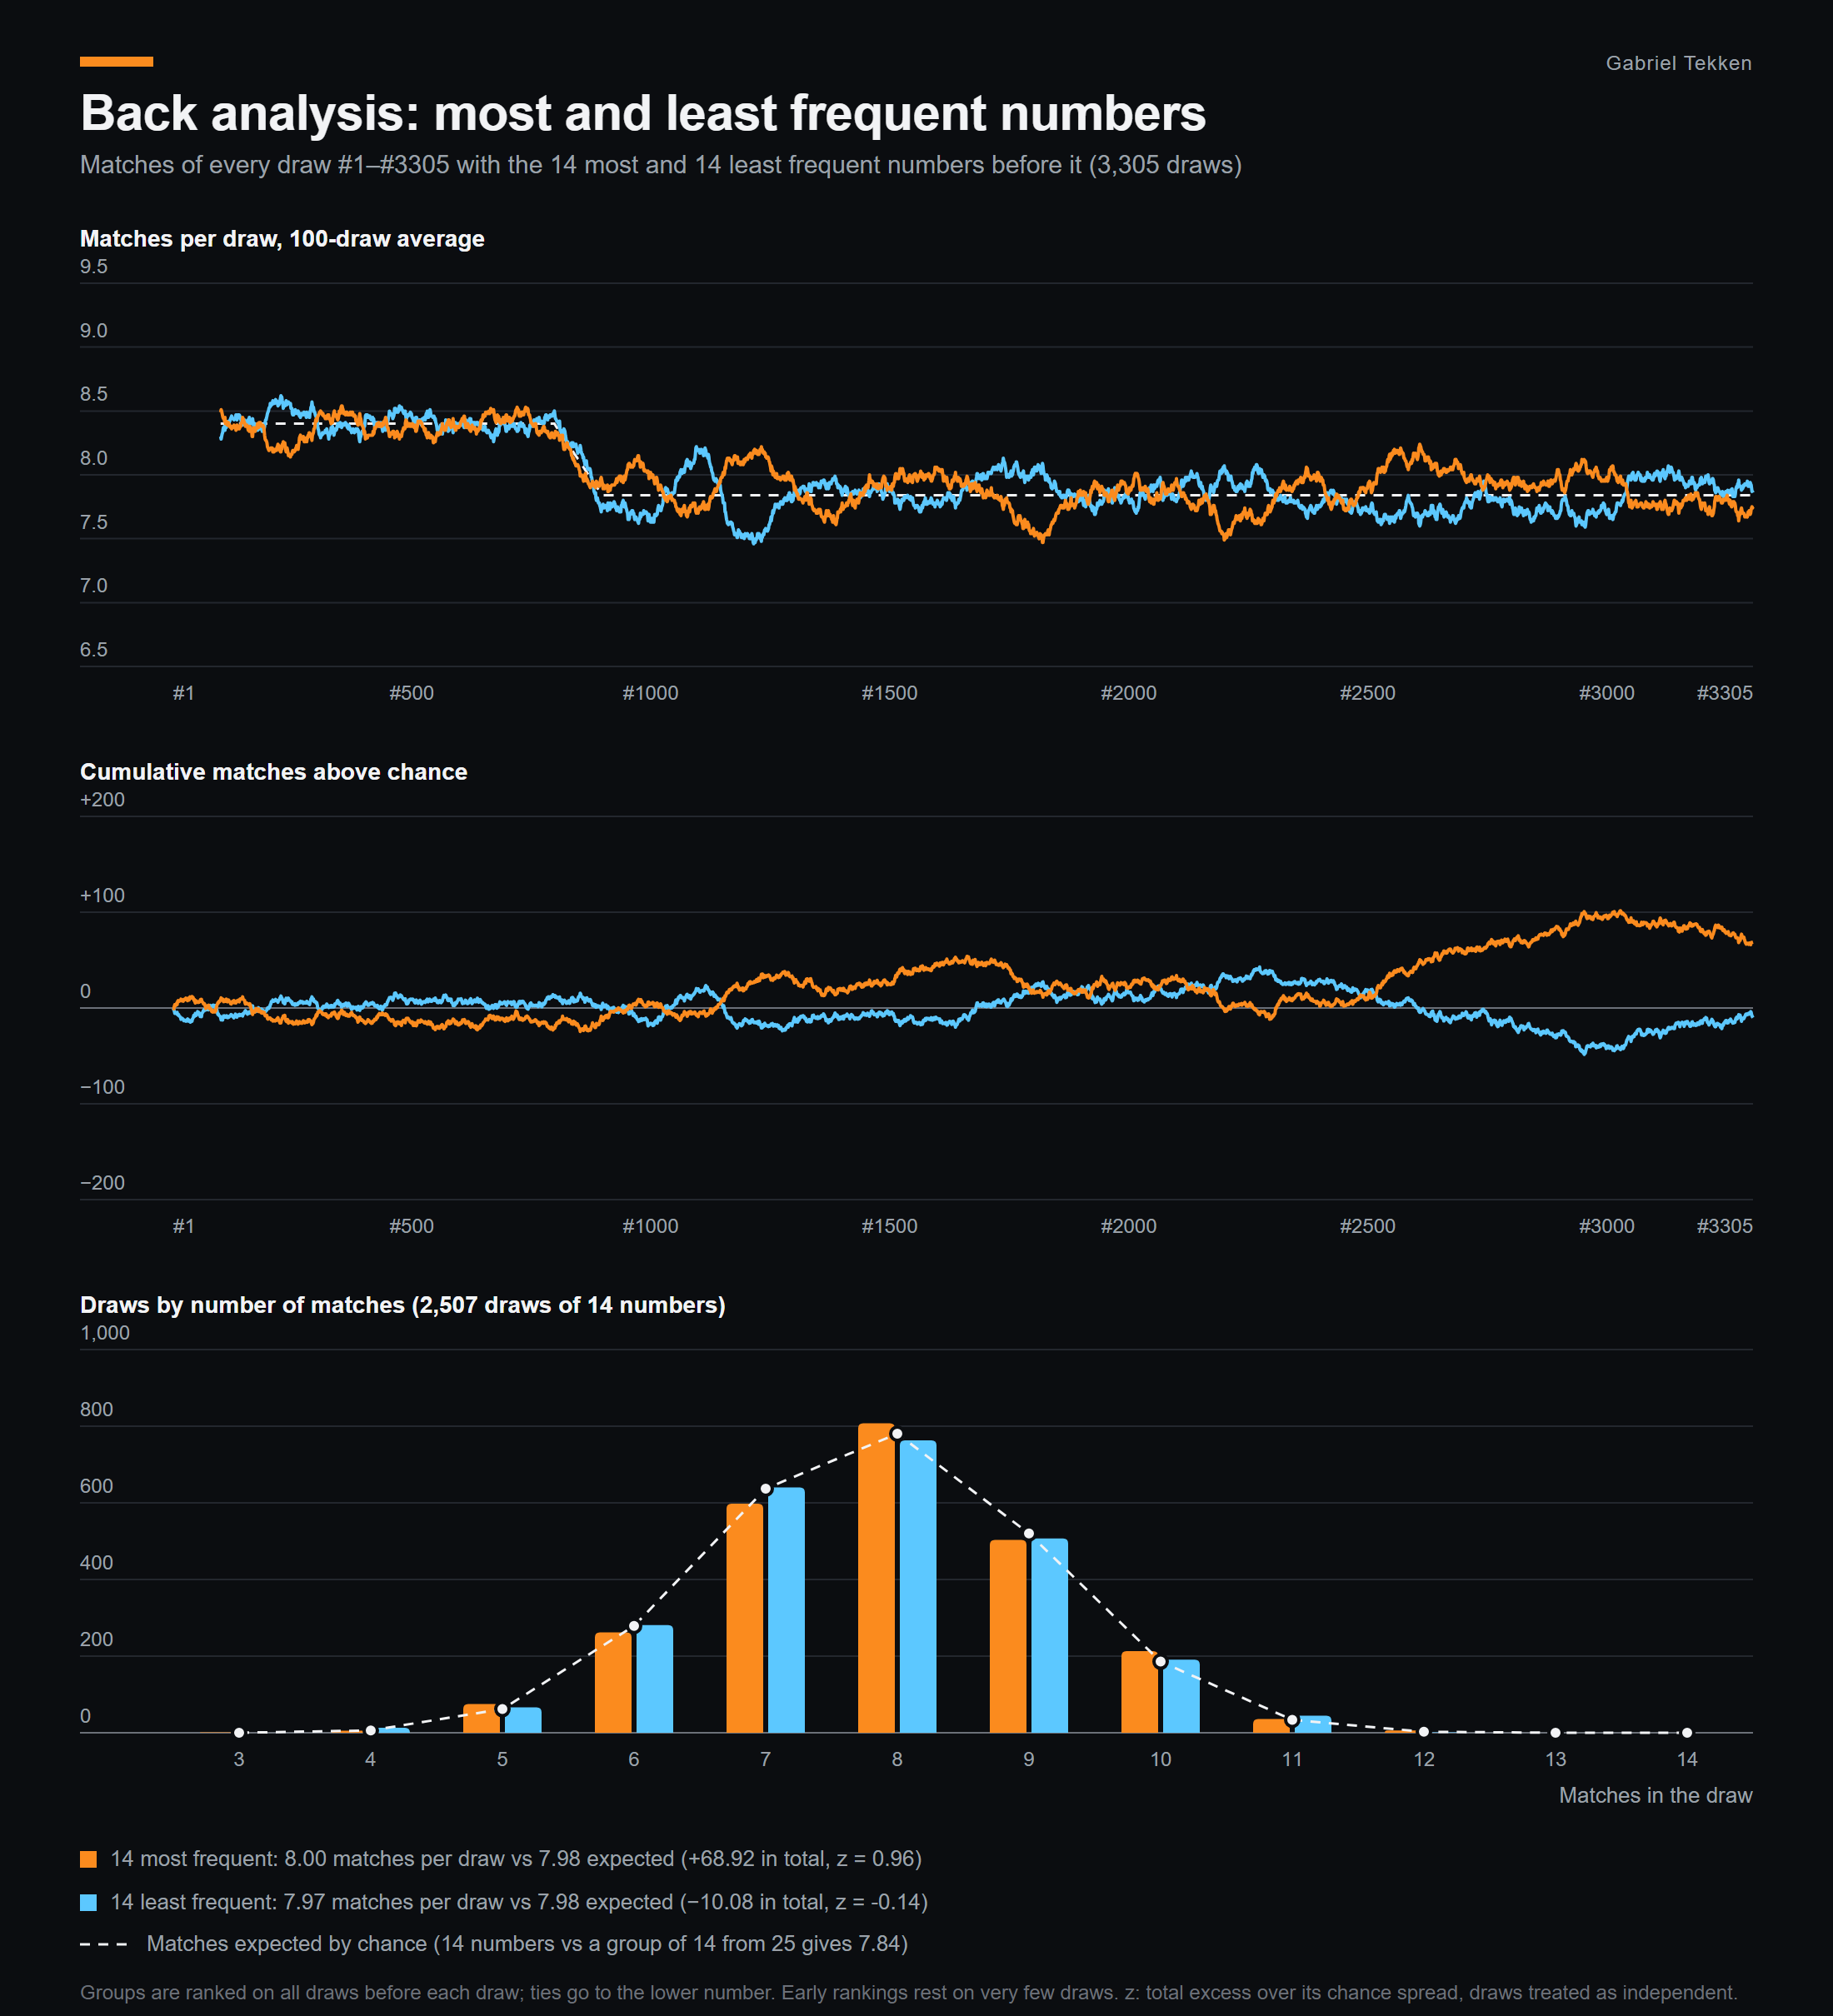 Gabriel Tekken
Back analysis: most and least frequent numbers
Matches of every draw #1–#3305 with the 14 most and 14 least frequent numbers before it (3,305 draws)
Matches per draw, 100-draw average
9.5
9.0
8.5
8.0
7.5
7.0
6.5
#1 #500 #1000 #1500 #2000 #2500 #3000 #3305
Cumulative matches above chance
+200
+100
0
−100
−200
#1 #500 #1000 #1500 #2000 #2500 #3000 #3305
Draws by number of matches (2,507 draws of 14 numbers)
1,000
800
600
400
200
0
3 4 5 6 7 8 9 10 11 12 13 14
Matches in the draw
14 most frequent: 8.00 matches per draw vs 7.98 expected (+68.92 in total, z = 0.96)
14 least frequent: 7.97 matches per draw vs 7.98 expected (−10.08 in total, z = -0.14)
Matches expected by chance (14 numbers vs a group of 14 from 25 gives 7.84)
Groups are ranked on all draws before each draw; ties go to the lower number. Early rankings rest on very few draws. z: total excess over its chance spread, draws treated as independent.